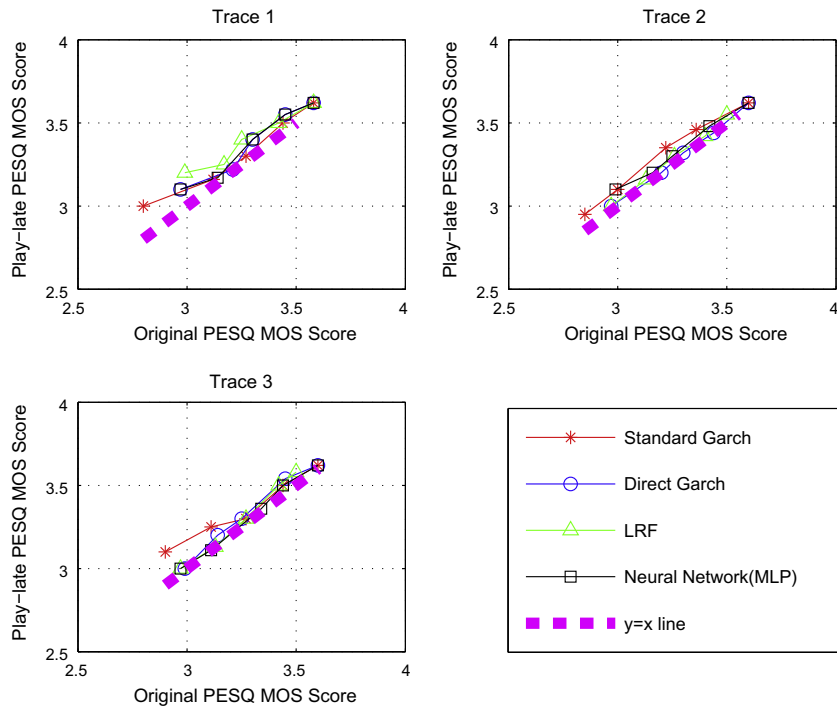 Trace 1
4
3.5
3
2.5
2.5 3 3.5 4
Play−late PESQ MOS Score
Original PESQ MOS Score
Trace 2
4
3.5
3
2.5
2.5 3 3.5 4
Play−late PESQ MOS Score
Original PESQ MOS Score
Trace 3
4
3.5
3
2.5
2.5 3 3.5 4
Play−late PESQ MOS Score
Original PESQ MOS Score
Standard Garch
Direct Garch
LRF
Neural Network(MLP)
y=x line